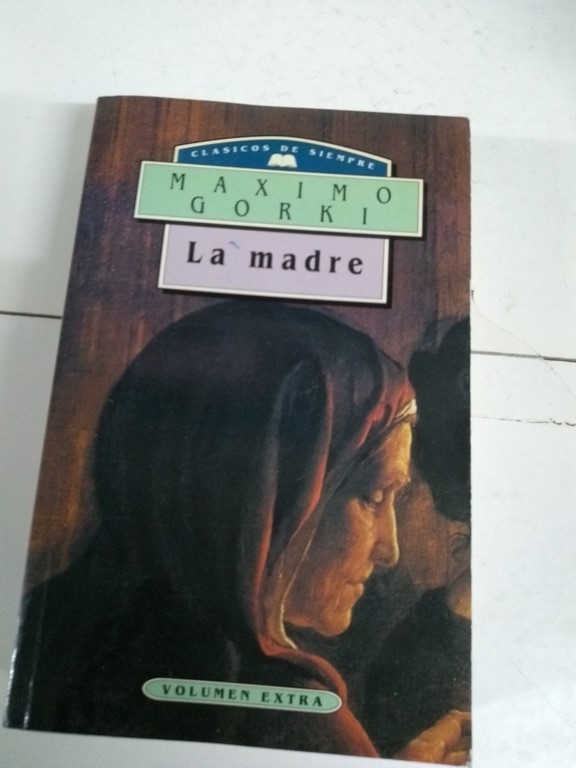 CLASICOS DE SIEMPRE
MAXIMO
GORKI
La madre
VOLUMEN EXTRA